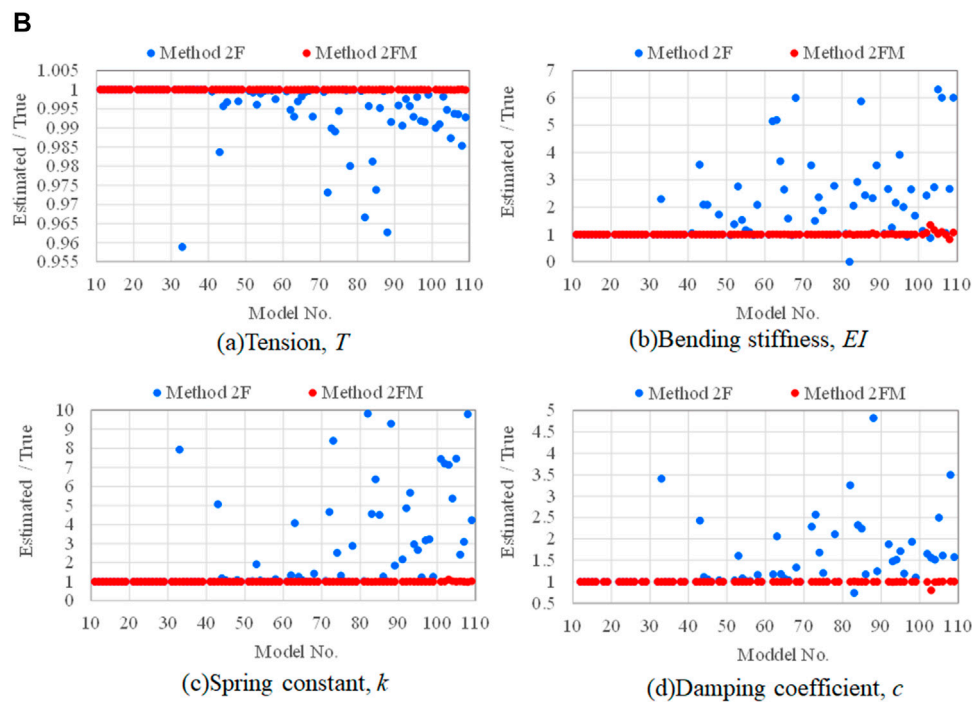 B
Method 2F Method 2FM
1.005
1
0.995
0.99
0.985
0.98
0.975
0.97
0.965
0.96
0.955
Estimated / True
10 20 30 40 50 60 70 80 90 100 110
Model No.
(a)Tension, T
Method 2F Method 2FM
7
6
5
4
3
2
1
0
Estimated / True
10 20 30 40 50 60 70 80 90 100 110
Model No.
(b)Bending stiffness, EI
Method 2F Method 2FM
10
9
8
7
6
5
4
3
2
1
0
Estimated / True
10 20 30 40 50 60 70 80 90 100 110
Model No.
(c)Spring constant, k
Method 2F Method 2FM
5
4.5
4
3.5
3
2.5
2
1.5
1
0.5
Estimated / True
10 20 30 40 50 60 70 80 90 100 110
Moddel No.
(d)Damping coefficient, c